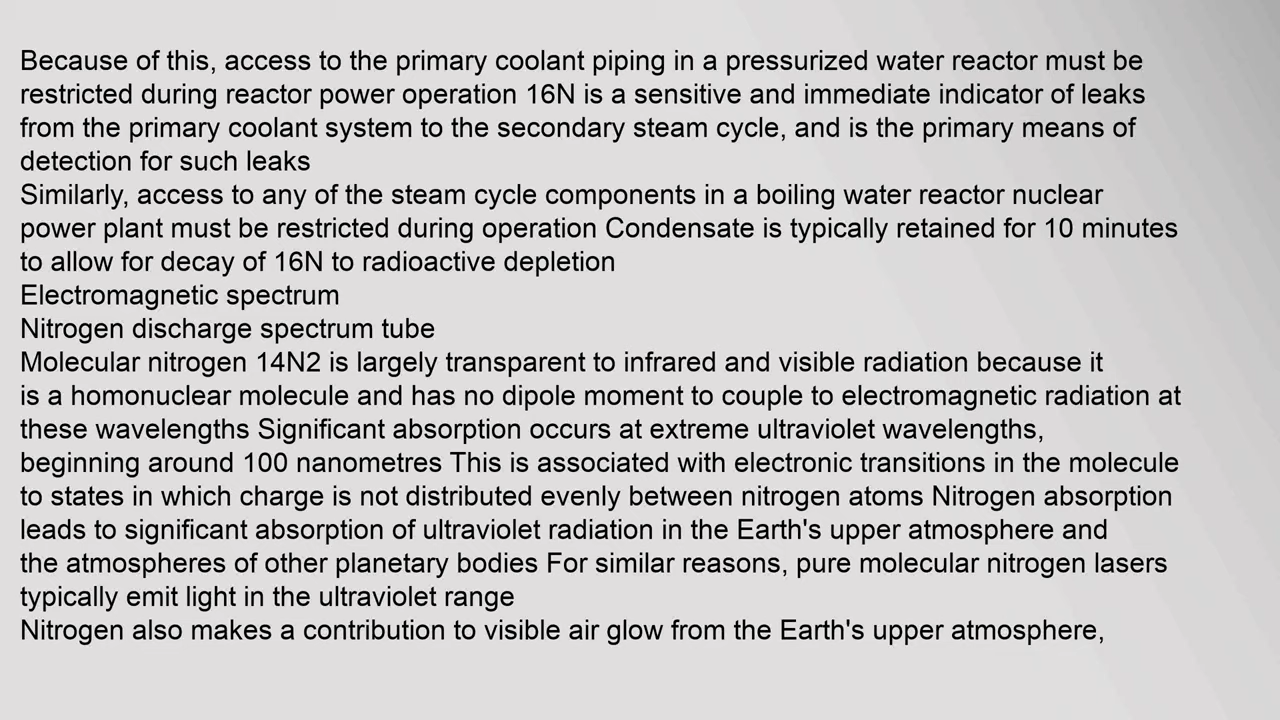 Because of this, access to the primary coolant piping in a pressurized water reactor must be
restricted during reactor power operation 16N is a sensitive and immediate indicator of leaks
from the primary coolant system to the secondary steam cycle, and is the primary means of
detection for such leaks
Similarly, access to any of the steam cycle components in a boiling water reactor nuclear
power plant must be restricted during operation Condensate is typically retained for 10 minutes
to allow for decay of 16N to radioactive depletion
Electromagnetic spectrum
Nitrogen discharge spectrum tube
Molecular nitrogen 14N2 is largely transparent to infrared and visible radiation because it
is a homonuclear molecule and has no dipole moment to couple to electromagnetic radiation at
these wavelengths Significant absorption occurs at extreme ultraviolet wavelengths,
beginning around 100 nanometres This is associated with electronic transitions in the molecule
to states in which charge is not distributed evenly between nitrogen atoms Nitrogen absorption
leads to significant absorption of ultraviolet radiation in the Earth's upper atmosphere and
the atmospheres of other planetary bodies For similar reasons, pure molecular nitrogen lasers
typically emit light in the ultraviolet range
Nitrogen also makes a contribution to visible air glow from the Earth's upper atmosphere,